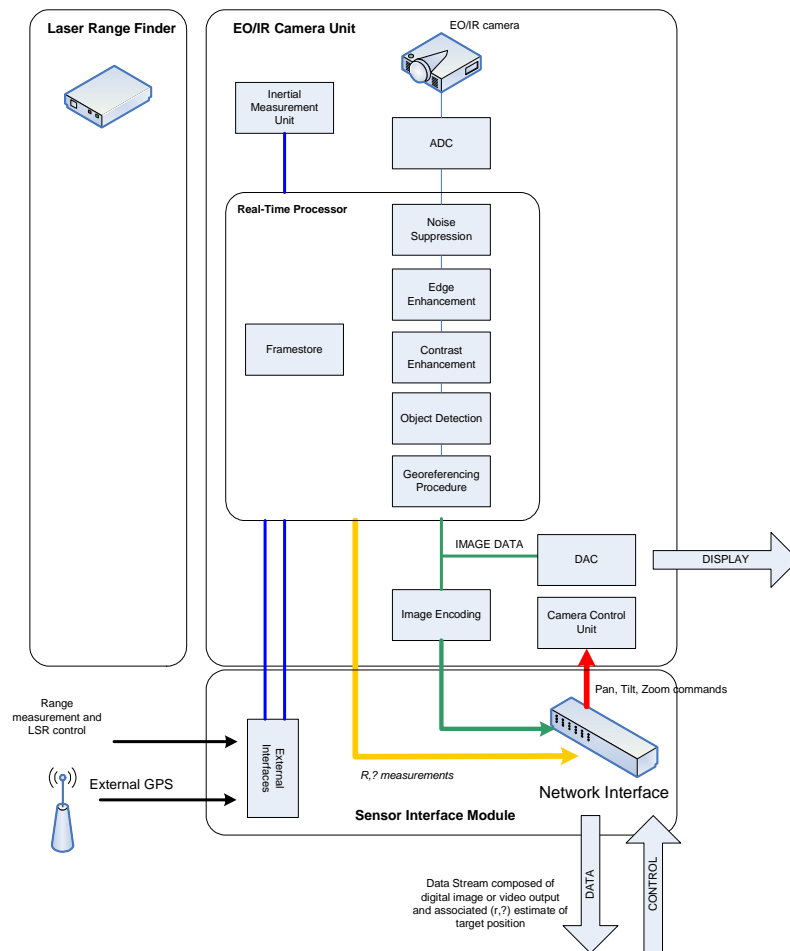 Laser Range Finder
EO/IR Camera Unit
EO/IR camera
Inertial
Measurement
Unit
ADC
Real-Time Processor
Noise
Suppression
Edge
Enhancement
Framestore
Contrast
Enhancement
Object Detection
Georeferencing
Procedure
IMAGE DATA
DAC
DISPLAY
Image Encoding
Camera Control
Unit
Pan, Tilt, Zoom commands
Range
measurement and
LSR control
External GPS
External
Interfaces
R,? measurements
Network Interface
Sensor Interface Module
Data Stream composed of
digital image or video output
and associated (r,?) estimate of
target position
DATA
CONTROL